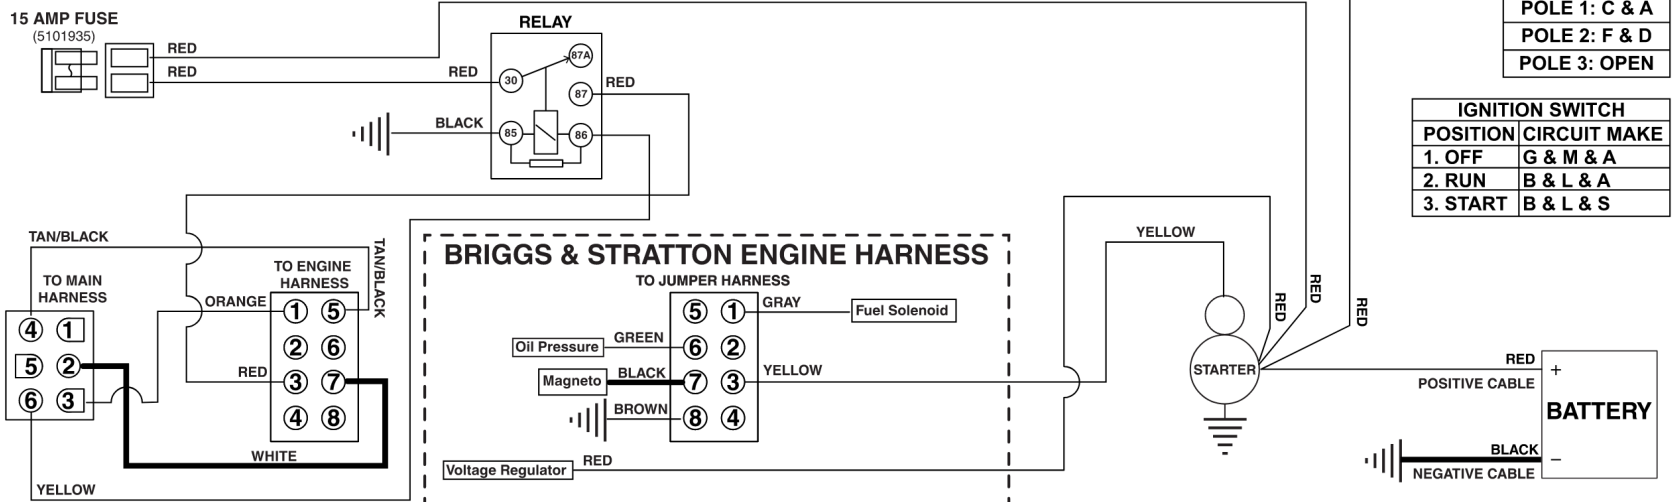 15 AMP FUSE
(5101935)
RED
RED
RED
RELAY
87A
30
87
RED
BLACK
85
86
POLE 1: C & A
POLE 2: F & D
POLE 3: OPEN
IGNITION SWITCH
POSITION CIRCUIT MAKE
1. OFF G & M & A
2. RUN B & L & A
3. START B & L & S
TAN/BLACK
TAN/BLACK
TO MAIN
HARNESS
4 1
5 2
6 3
ORANGE
RED
TO ENGINE
HARNESS
1 5
2 6
3 7
4 8
WHITE
YELLOW
BRIGGS & STRATTON ENGINE HARNESS
TO JUMPER HARNESS
5 1
6 2
7 3
8 4
GRAY
Fuel Solenoid
Oil Pressure
GREEN
Magneto
BLACK
YELLOW
BROWN
Voltage Regulator
RED
YELLOW
RED
RED
RED
STARTER
RED
POSITIVE CABLE
+
BATTERY
BLACK
–
NEGATIVE CABLE